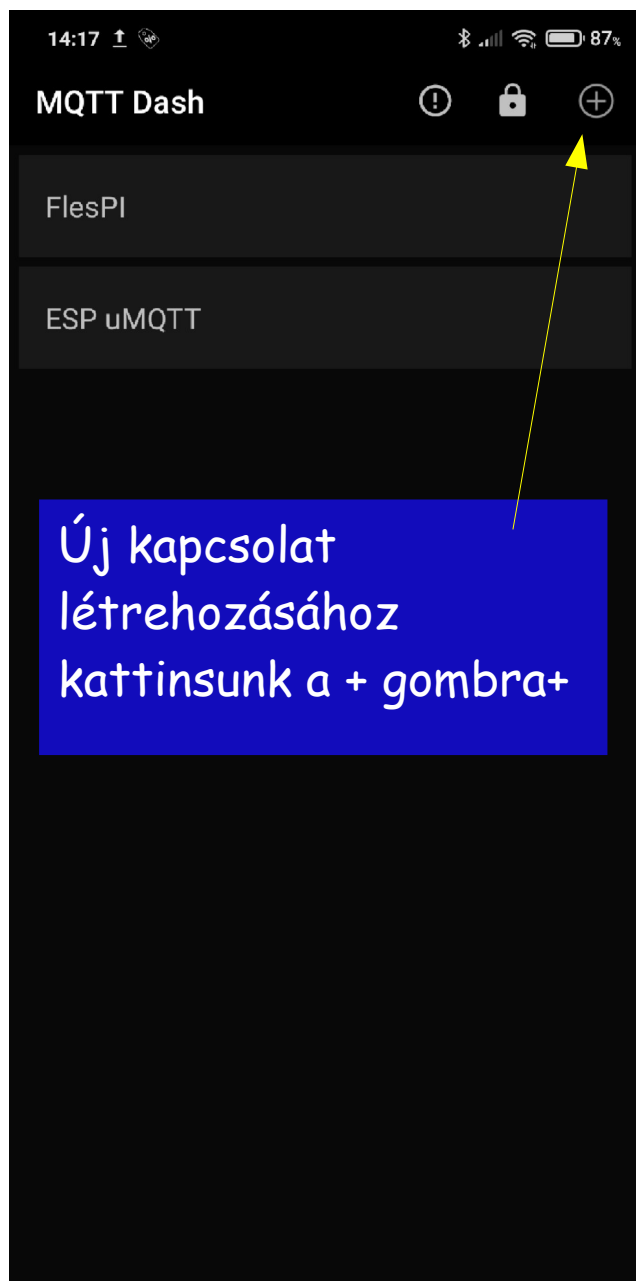 14:17 87%
MQTT Dash
FlesPI
ESP uMQTT
Új kapcsolat
létrehozásához
kattinsunk a + gombra+